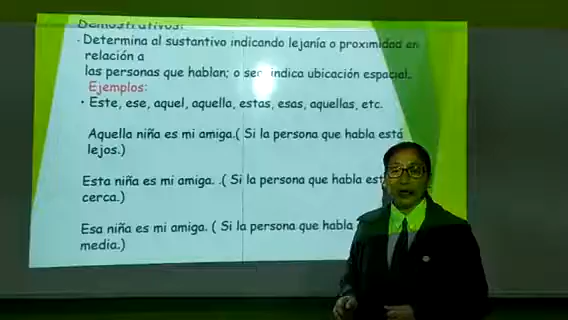 Demostrativos:
· Determina al sustantivo indicando lejanía o proximidad en
relación a
las personas que hablan; o sea indica ubicación espacial.
Ejemplos:
• Este, ese, aquel, aquella, estas, esas, aquellas, etc.
Aquella niña es mi amiga.( Si la persona que habla está
lejos.)
Esta niña es mi amiga. .( Si la persona que habla est
cerca.)
Esa niña es mi amiga. ( Si la persona que habla
media.)